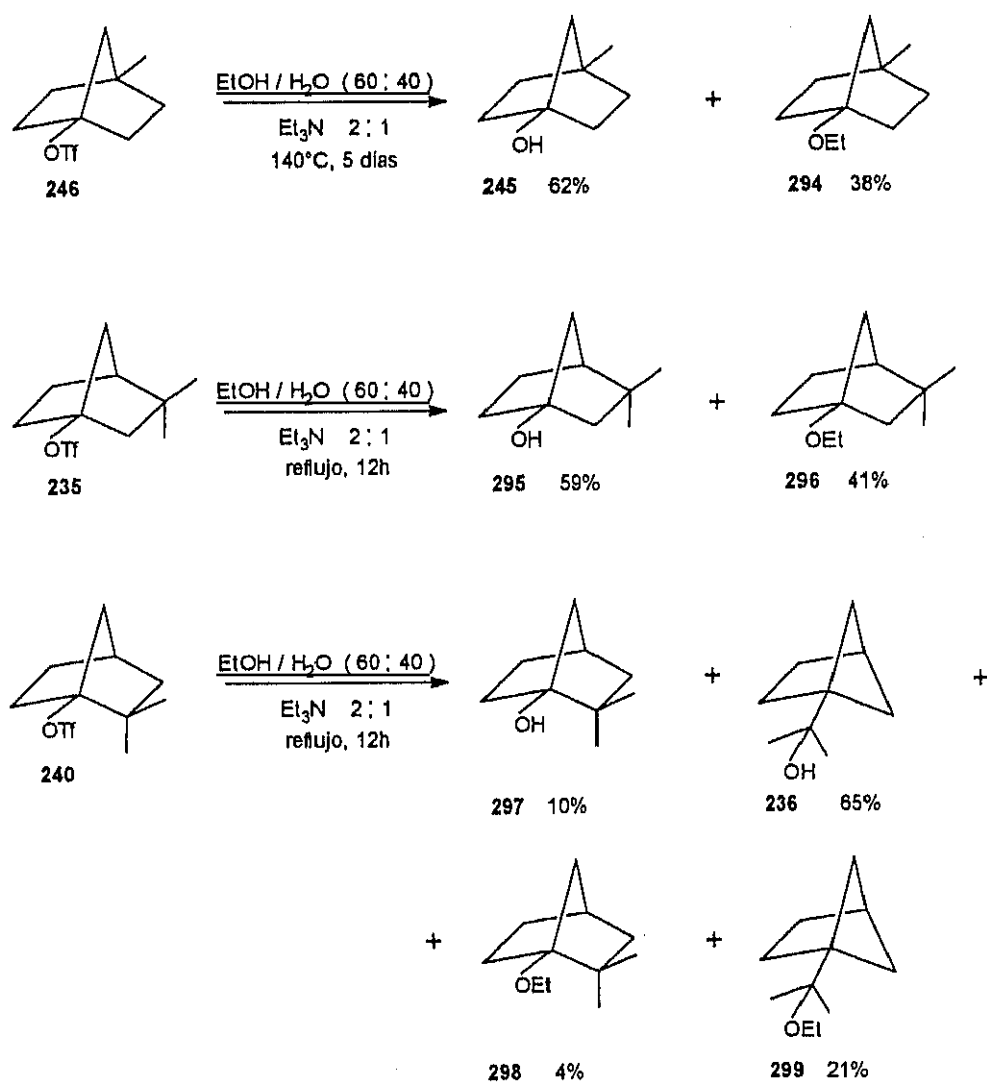 EtOH / H₂O (60 : 40)
Et₃N 2 : 1
140°C, 5 días
OTf
246
OH
245 62%
+
OEt
294 38%
EtOH / H₂O (60 : 40)
Et₃N 2 : 1
reflujo, 12h
OTf
235
OH
295 59%
+
OEt
296 41%
EtOH / H₂O (60 : 40)
Et₃N 2 : 1
reflujo, 12h
OTf
240
OH
297 10%
+
OH
236 65%
+
+
OEt
298 4%
+
OEt
299 21%